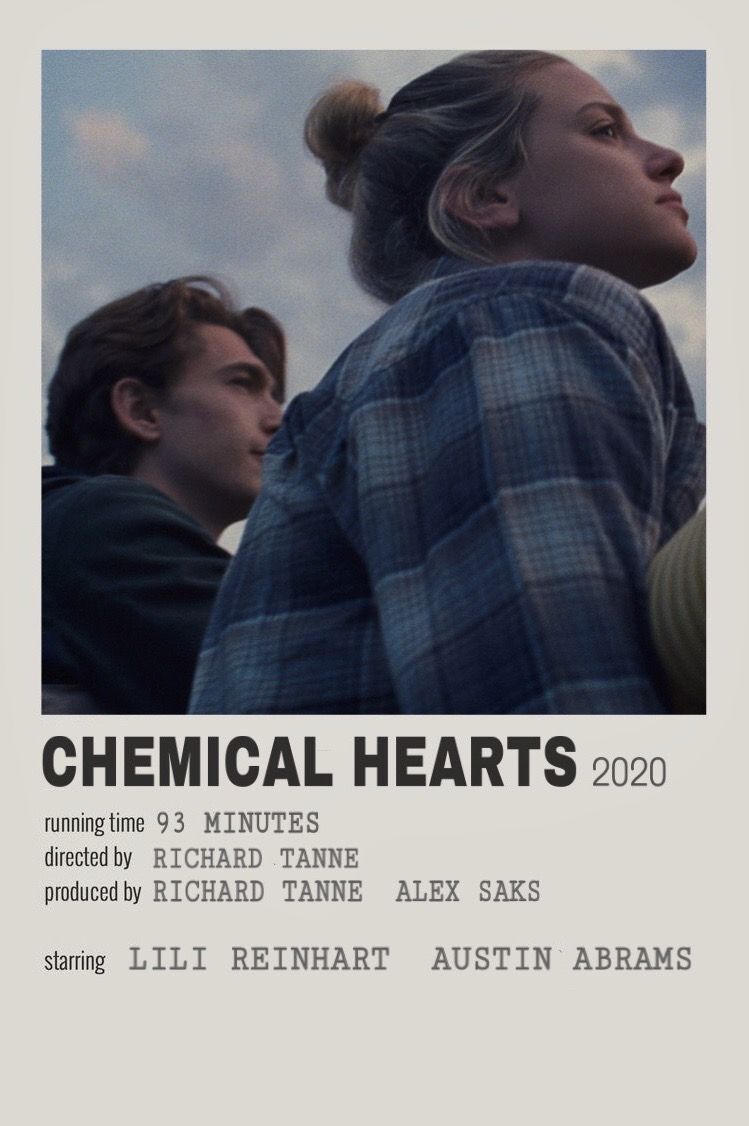 CHEMICAL HEARTS 2020
running time 93 MINUTES
directed by RICHARD TANNE
produced by RICHARD TANNE ALEX SAKS
starring LILI REINHART AUSTIN ABRAMS